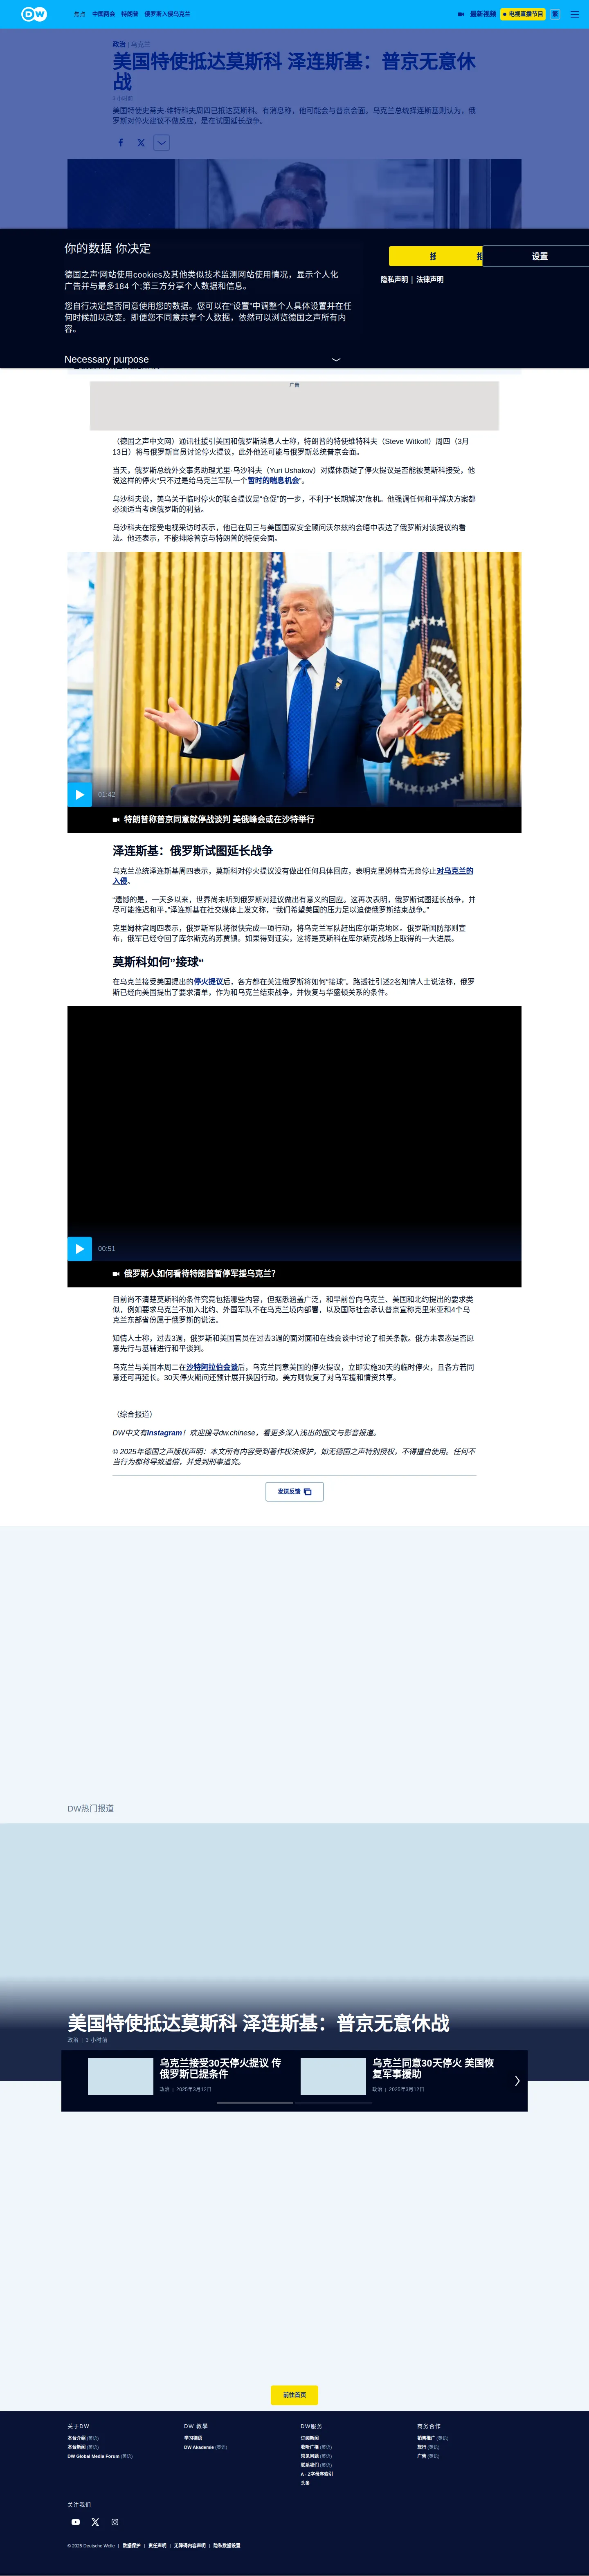 DW
焦点 中国两会 特朗普 俄罗斯入侵乌克兰
最新视频 电视直播节目 繁
政治 | 乌克兰
美国特使抵达莫斯科 泽连斯基：普京无意休
战
美国特使史蒂夫·维特科夫周四已抵达莫斯科。有消息称，他可能会与普京会面。乌克兰总统择连斯基则认为，俄
罗斯对停火建议不做反应，是在试图延长战争。
你的数据 你决定
德国之声'网站使用cookies及其他类似技术监测网站使用情况，显示个人化
广告并与最多184 个;第三方分享个人数据和信息。
您自行决定是否同意使用您的数据。您可以在“设置”中调整个人具体设置并在任
何时候加以改变。即便您不同意共享个人数据，依然可以浏览德国之声所有内
容。
Necessary purpose
设置
隐私声明 | 法律声明
广告
（德国之声中文网）通讯社援引美国和俄罗斯消息人士称，特朗普的特使维特科夫（Steve Witkoff）周四（3月
13日）将与俄罗斯官员讨论停火提议，此外他还可能与俄罗斯总统普京会面。
当天，俄罗斯总统外交事务助理尤里·乌沙科夫（Yuri Ushakov）对媒体质疑了停火提议是否能被莫斯科接受，他
说这样的停火“只不过是给乌克兰军队一个暂时的喘息机会”。
乌沙科夫说，美乌关于临时停火的联合提议是“仓促”的一步，不利于“长期解决”危机。他强调任何和平解决方案都
必须适当考虑俄罗斯的利益。
乌沙科夫在接受电视采访时表示，他已在周三与美国国家安全顾问沃尔兹的会晤中表达了俄罗斯对该提议的看
法。他还表示，不能排除普京与特朗普的特使会面。
01:42
特朗普称普京同意就停战谈判 美俄峰会或在沙特举行
泽连斯基：俄罗斯试图延长战争
乌克兰总统泽连斯基周四表示，莫斯科对停火提议没有做出任何具体回应，表明克里姆林宫无意停止对乌克兰的
入侵。
“遗憾的是，一天多以来，世界尚未听到俄罗斯对建议做出有意义的回应。这再次表明，俄罗斯试图延长战争，并
尽可能推迟和平，”泽连斯基在社交媒体上发文称，“我们希望美国的压力足以迫使俄罗斯结束战争。”
克里姆林宫周四表示，俄罗斯军队将很快完成一项行动，将乌克兰军队赶出库尔斯克地区。俄罗斯国防部则宣
布，俄军已经夺回了库尔斯克的苏贾镇。如果得到证实，这将是莫斯科在库尔斯克战场上取得的一大进展。
莫斯科如何”接球“
在乌克兰接受美国提出的停火提议后，各方都在关注俄罗斯将如何“接球”。路透社引述2名知情人士说法称，俄罗
斯已经向美国提出了要求清单，作为和乌克兰结束战争，并恢复与华盛顿关系的条件。
00:51
俄罗斯人如何看待特朗普暂停军援乌克兰？
目前尚不清楚莫斯科的条件究竟包括哪些内容，但据悉涵盖广泛，和早前曾向乌克兰、美国和北约提出的要求类
似，例如要求乌克兰不加入北约、外国军队不在乌克兰境内部署，以及国际社会承认普京宣称克里米亚和4个乌
克兰东部省份属于俄罗斯的说法。
知情人士称，过去3週，俄罗斯和美国官员在过去3週的面对面和在线会谈中讨论了相关条款。俄方未表态是否愿
意先行与基辅进行和平谈判。
乌克兰与美国本周二在沙特阿拉伯会谈后，乌克兰同意美国的停火提议，立即实施30天的临时停火，且各方若同
意还可再延长。30天停火期间还预计展开换囚行动。美方则恢复了对乌军援和情资共享。
（综合报道）
DW中文有Instagram！欢迎搜寻dw.chinese，看更多深入浅出的图文与影音报道。
© 2025年德国之声版权声明：本文所有内容受到著作权法保护，如无德国之声特别授权，不得擅自使用。任何不
当行为都将导致追偿，并受到刑事追究。
发送反馈
DW热门报道
美国特使抵达莫斯科 泽连斯基：普京无意休战
政治 | 3 小时前
乌克兰接受30天停火提议 传
俄罗斯已提条件
政治 | 2025年3月12日
乌克兰同意30天停火 美国恢
复军事援助
政治 | 2025年3月12日
前往首页
关于DW
本台介绍 (英语)
本台新闻 (英语)
DW Global Media Forum (英语)
DW 教學
学习德语
DW Akademie (英语)
DW服务
订阅新闻
收听广播 (英语)
常见问题 (英语)
联系我们 (英语)
A - Z字母序索引
头条
商务合作
销售推广 (英语)
旅行 (英语)
广告 (英语)
关注我们
© 2025 Deutsche Welle | 数据保护 | 责任声明 | 无障碍内容声明 | 隐私数据设置